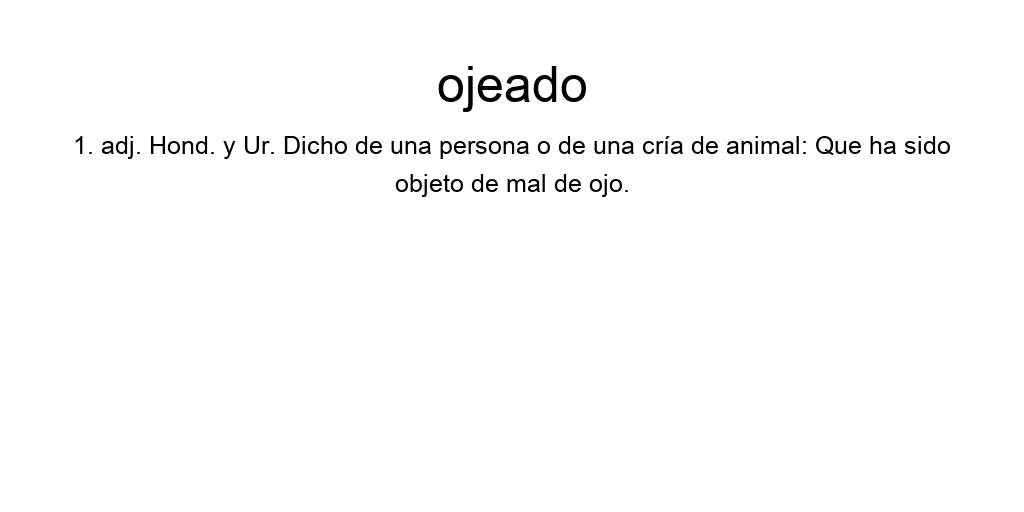 ojeado
1. adj. Hond. y Ur. Dicho de una persona o de una cría de animal: Que ha sido
objeto de mal de ojo.